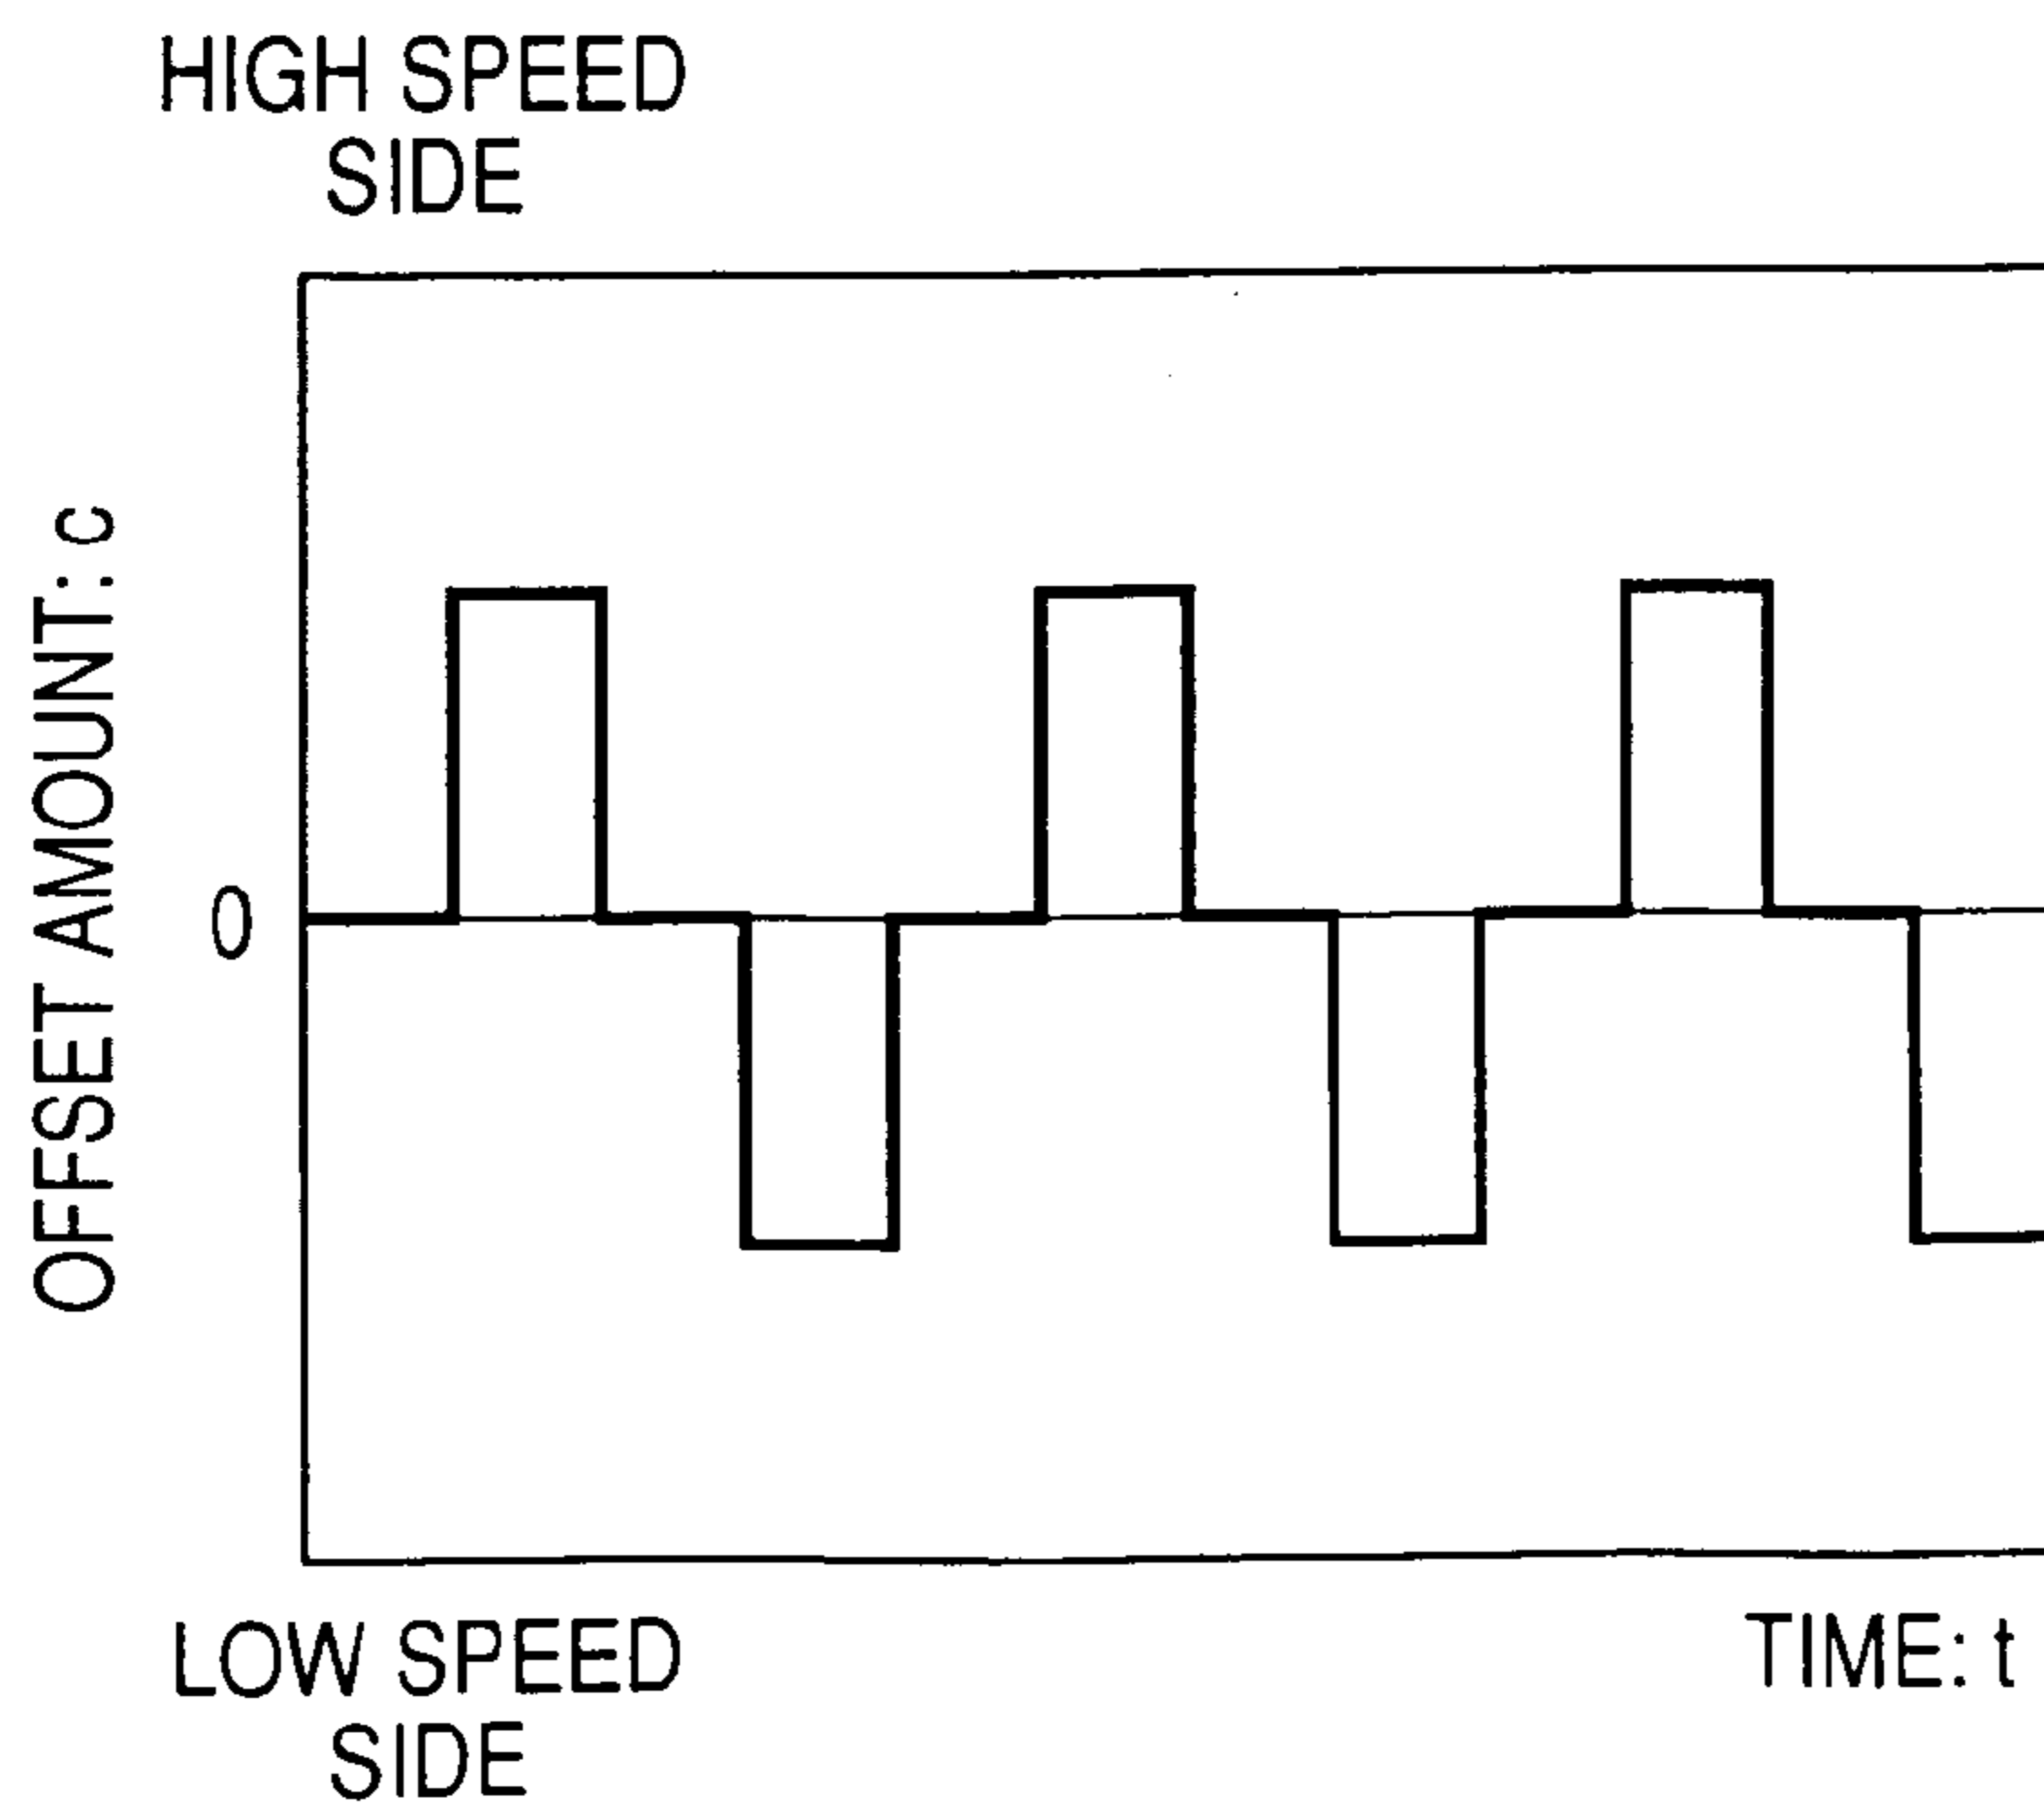 HIGH SPEED
SIDE
OFFSET AMOUNT: c
0
LOW SPEED
SIDE
TIME: t